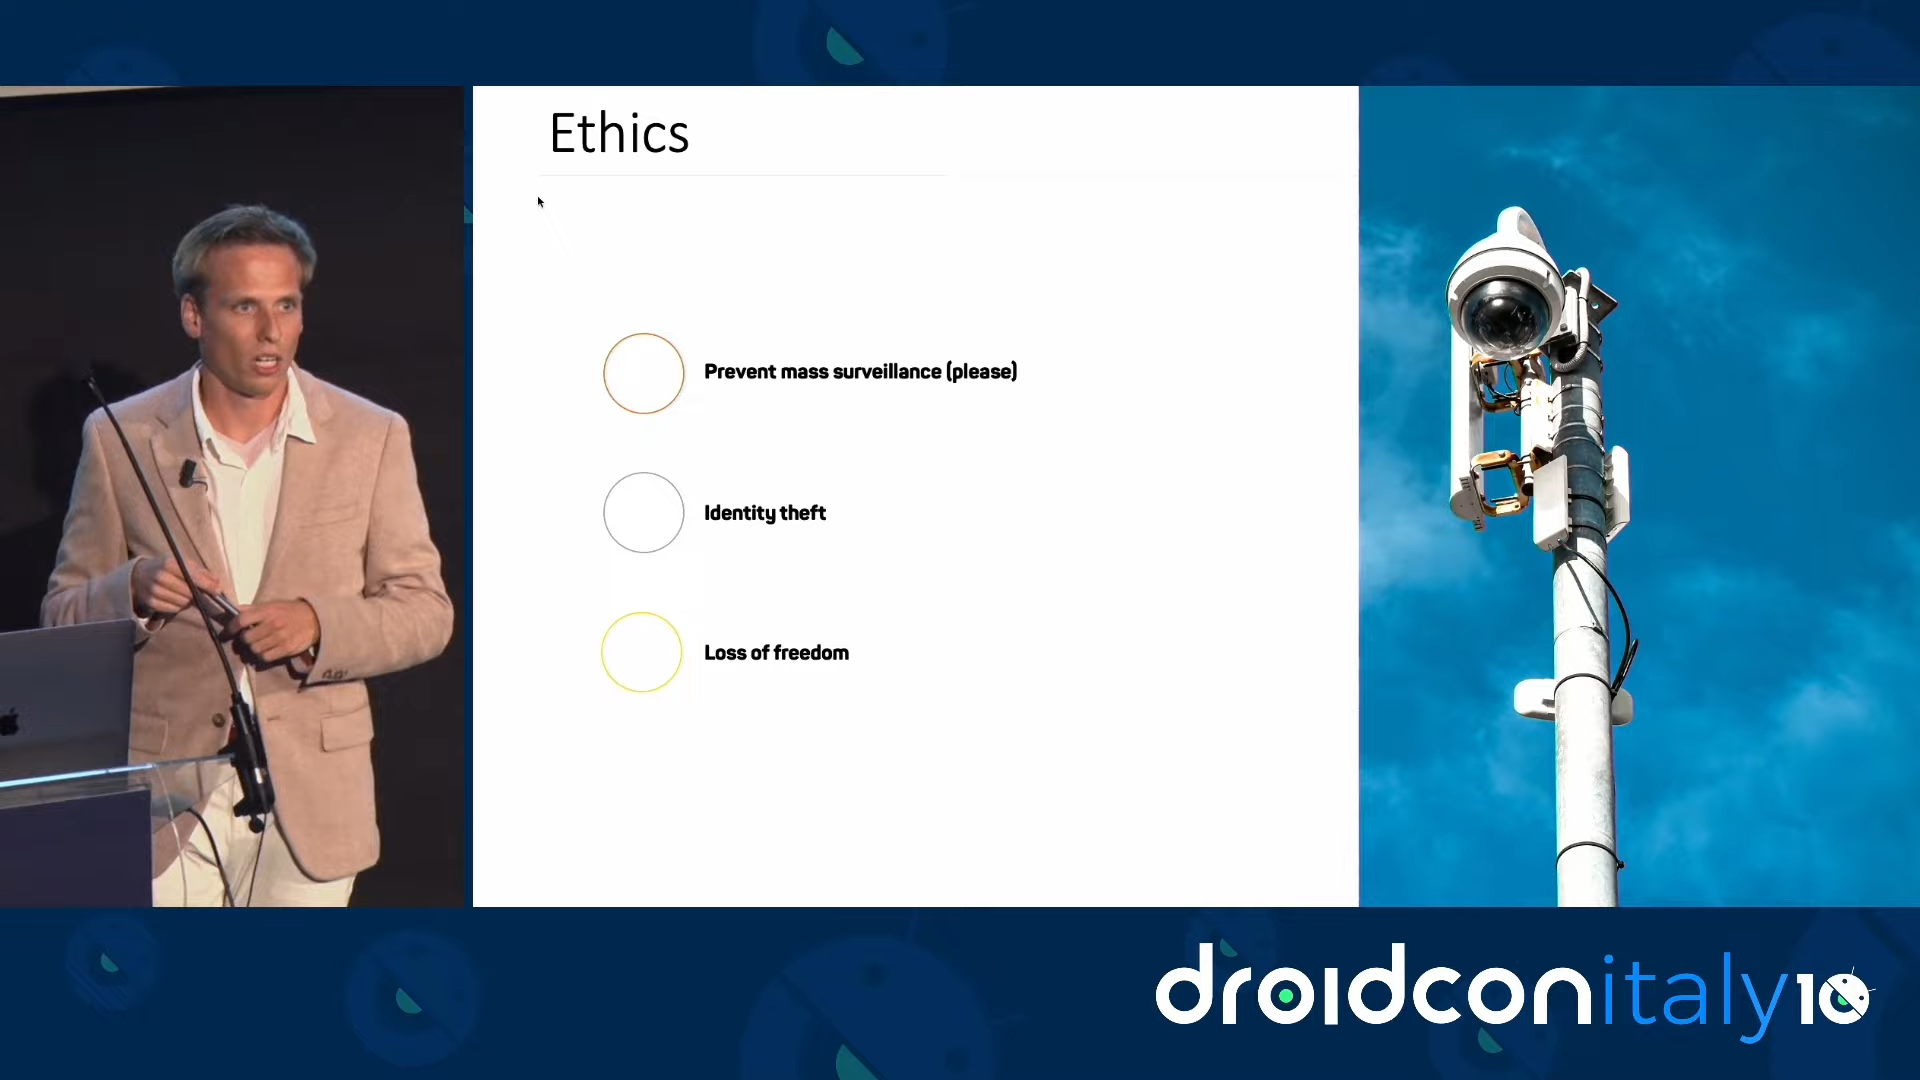 Ethics
Prevent mass surveillance (please)
Identity theft
Loss of freedom
droidconitaly10